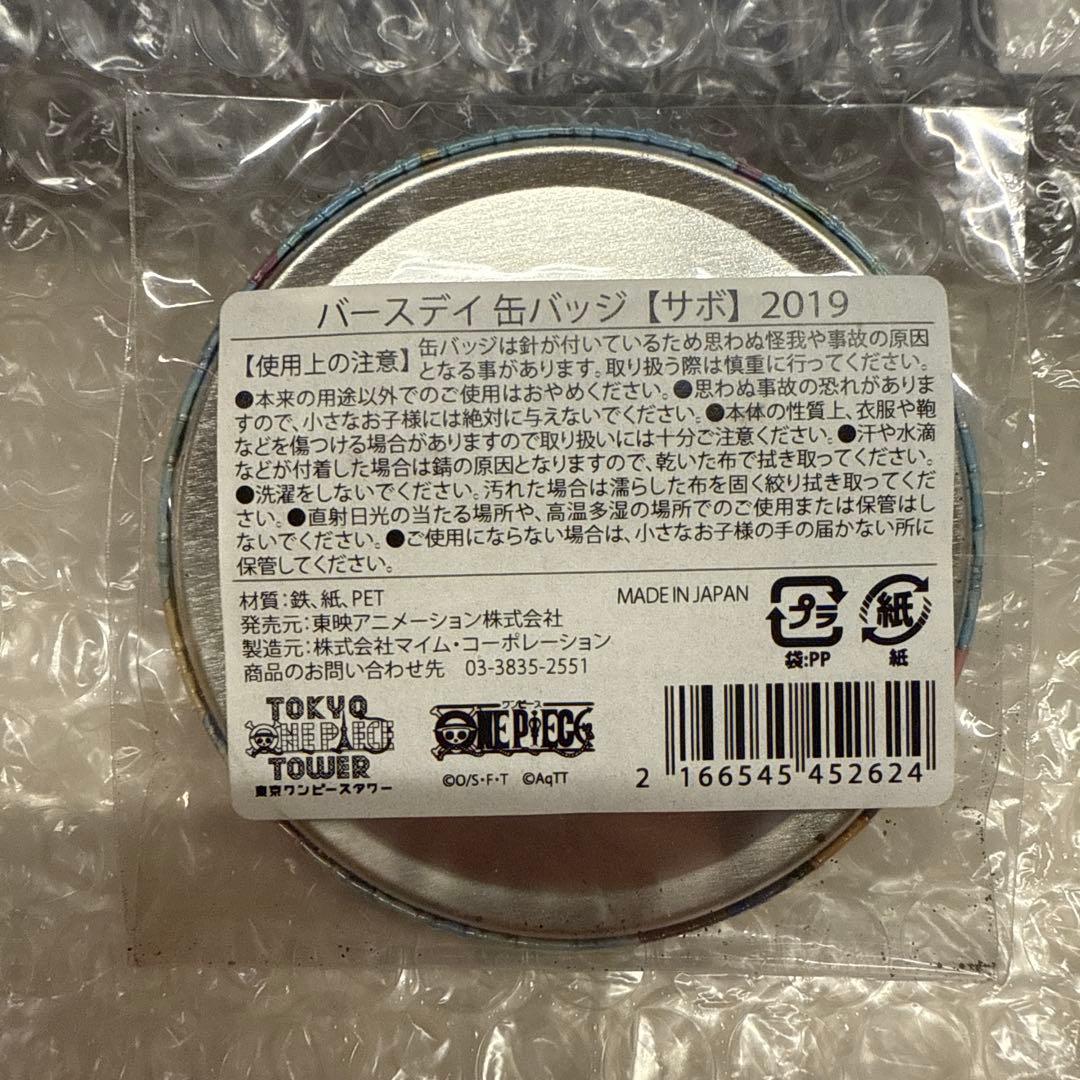 バースデイ 缶バッジ【サボ】2019
【使用上の注意】缶バッジは針が付いているため思わぬ怪我や事故の原因
となる事があります。取り扱う際は慎重に行ってください。
●本来の用途以外でのご使用はおやめください。●思わぬ事故の恐れがありま
すので、小さなお子様には絶対に与えないでください。●本体の性質上、衣服や鞄
などを傷つける場合がありますので取り扱いには十分ご注意ください。●汗や水滴
などが付着した場合は錆の原因となりますので、乾いた布で拭き取ってください。
●洗濯をしないでください。汚れた場合は濡らした布を固く絞り拭き取ってくだ
さい。●直射日光の当たる場所や、高温多湿の場所でのご使用または保管はし
ないでください。●ご使用にならない場合は、小さなお子様の手の届かない所に
保管してください。
材質:鉄、紙、PET
MADE IN JAPAN
発売元:東映アニメーション株式会社
製造元:株式会社マイム・コーポレーション
商品のお問い合わせ先 03-3835-2551
プラ
袋:PP
紙
紙
TOKYO
ONE PIECE
TOWER
東京ワンピースタワー
ワンピース
ONE PIECE
©O/S・F・T ©AqTT
2 166545 452624